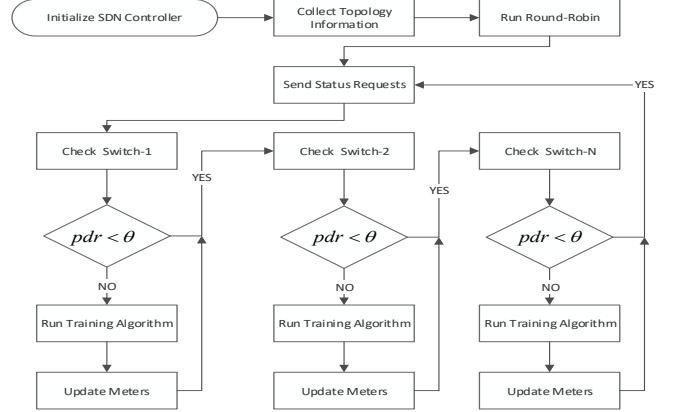 Initialize SDN Controller
Collect Topology
Information
Run Round-Robin
Send Status Requests
YES
Check Switch-1
Check Switch-2
Check Switch-N
YES
YES
pdr < θ
pdr < θ
pdr < θ
NO
NO
NO
Run Training Algorithm
Run Training Algorithm
Run Training Algorithm
Update Meters
Update Meters
Update Meters